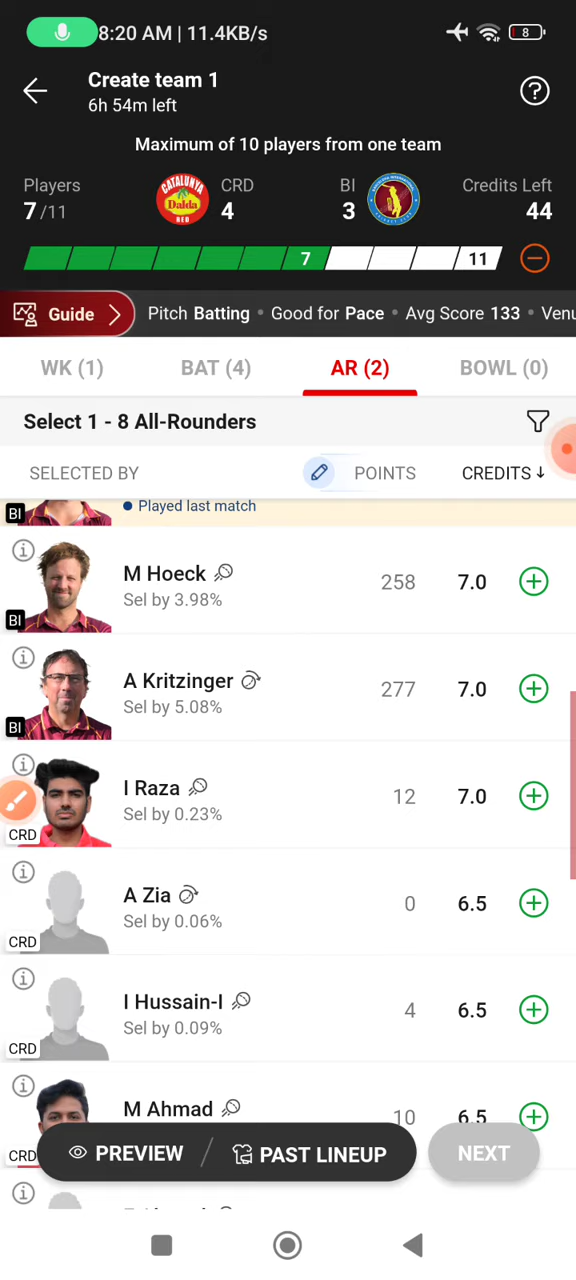 8:20 AM | 11.4KB/s
8
Create team 1
6h 54m left
Maximum of 10 players from one team
Players
7/11
CATALUNYA
Dalda
RED
CRD
4
BI
3
Credits Left
44
7
11
Guide
Pitch Batting • Good for Pace • Avg Score 133 • Venu
WK (1)
BAT (4)
AR (2)
BOWL (0)
Select 1 - 8 All-Rounders
SELECTED BY
POINTS
CREDITS
BI
Played last match
M Hoeck
Sel by 3.98%
258
7.0
BI
A Kritzinger
Sel by 5.08%
277
7.0
BI
I Raza
Sel by 0.23%
12
7.0
CRD
A Zia
Sel by 0.06%
0
6.5
CRD
I Hussain-I
Sel by 0.09%
4
6.5
CRD
M Ahmad
10
6.5
CRD
PREVIEW
PAST LINEUP
NEXT